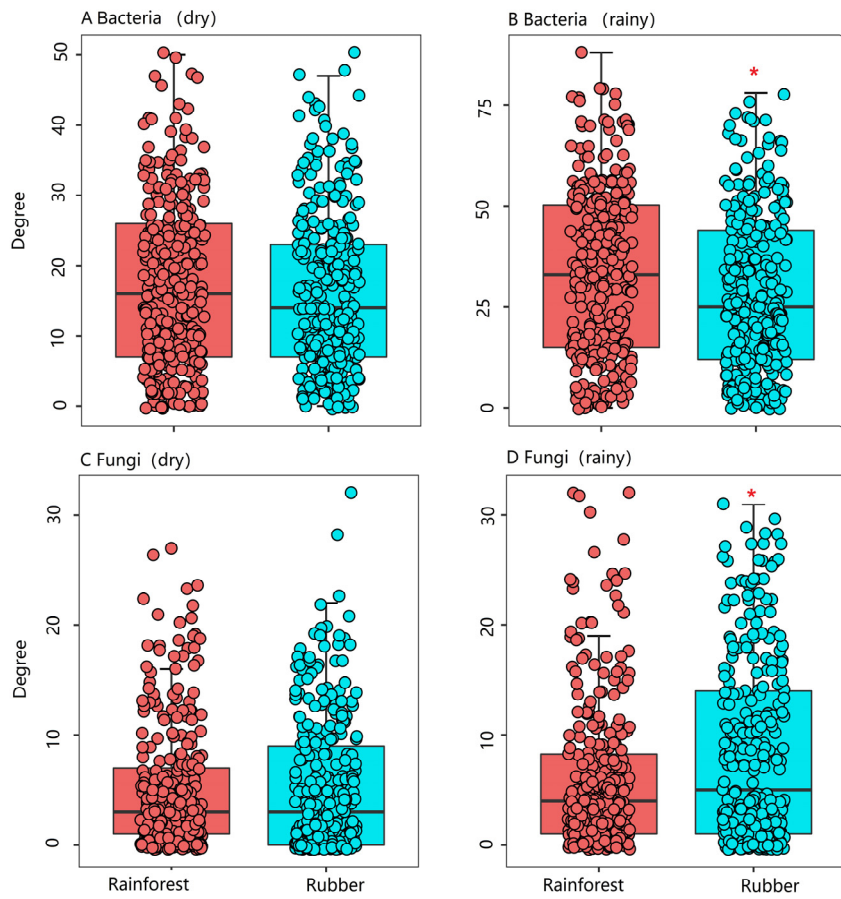 A Bacteria （dry）
B Bacteria （rainy）
Degree
50
40
30
20
10
0
*
75
50
25
0
C Fungi（dry）
D Fungi（rainy）
Degree
30
20
10
0
*
30
20
10
0
Rainforest
Rubber
Rainforest
Rubber